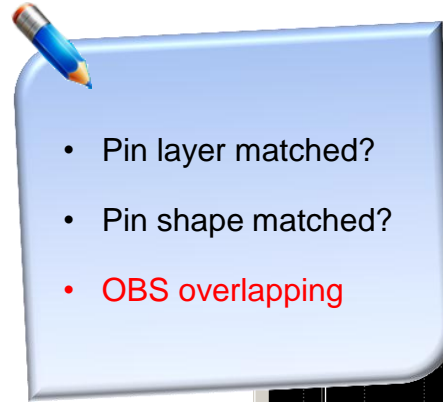 • Pin layer matched?
• Pin shape matched?
• OBS overlapping